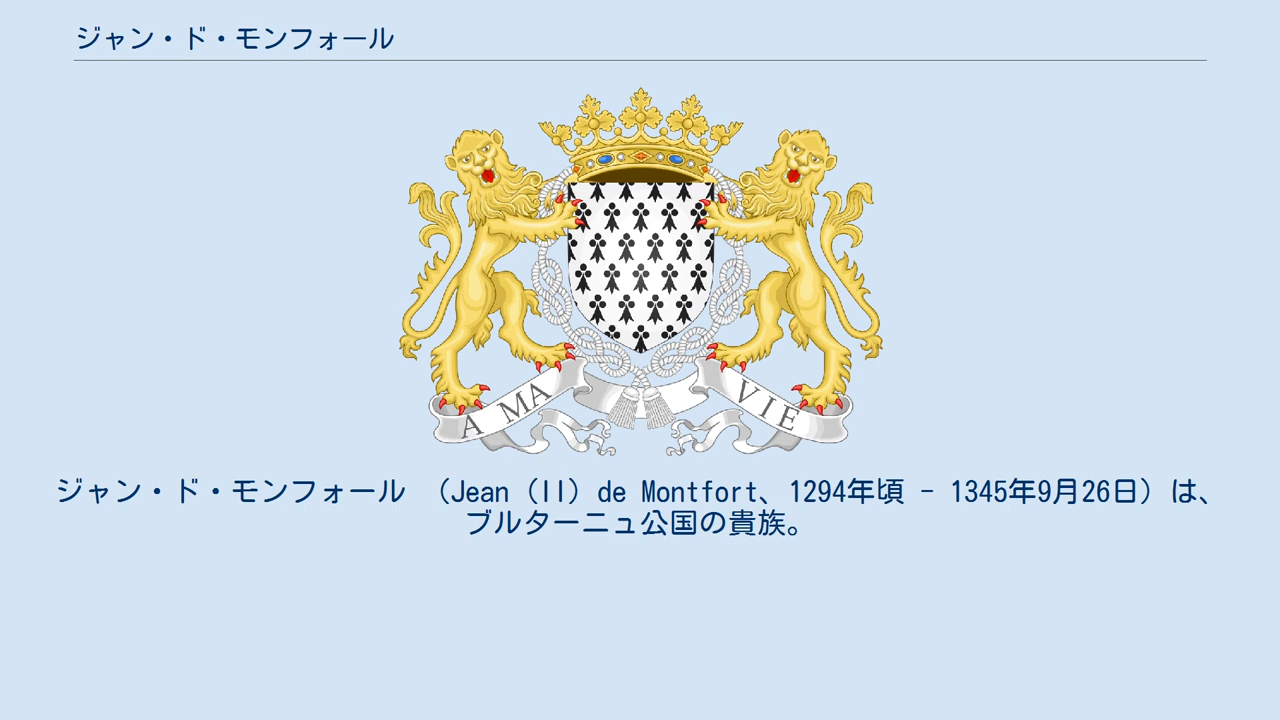 ジャン・ド・モンフォール
A MA VIE
ジャン・ド・モンフォール （Jean (II) de Montfort、1294年頃 - 1345年9月26日）は、
ブルターニュ公国の貴族。